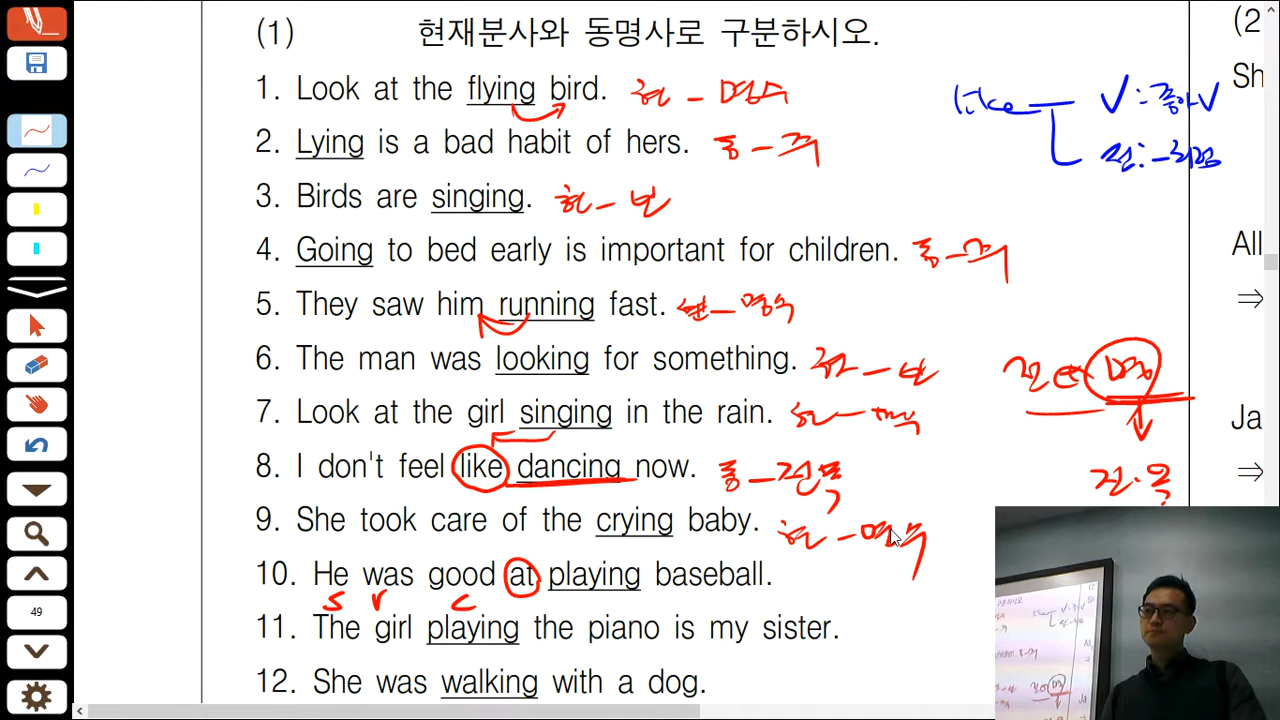 (1) 현재분사와 동명사로 구분하시오.
(2
1. Look at the flying bird. 현 - 명수
Sh
like V : 좋아V
2. Lying is a bad habit of hers. 동 - 주
전 : -처럼
3. Birds are singing. 현 - 보
4. Going to bed early is important for children. 동 - 주
All
5. They saw him running fast. 현 - 명수
⇒
6. The man was looking for something. 현 - 보
전 명
7. Look at the girl singing in the rain. 현 - 명수
Ja
8. I don't feel like dancing now. 동 - 전목
전·목
⇒
9. She took care of the crying baby. 현 - 명수
10. He was good at playing baseball.
S V C
49
11. The girl playing the piano is my sister.
12. She was walking with a dog.